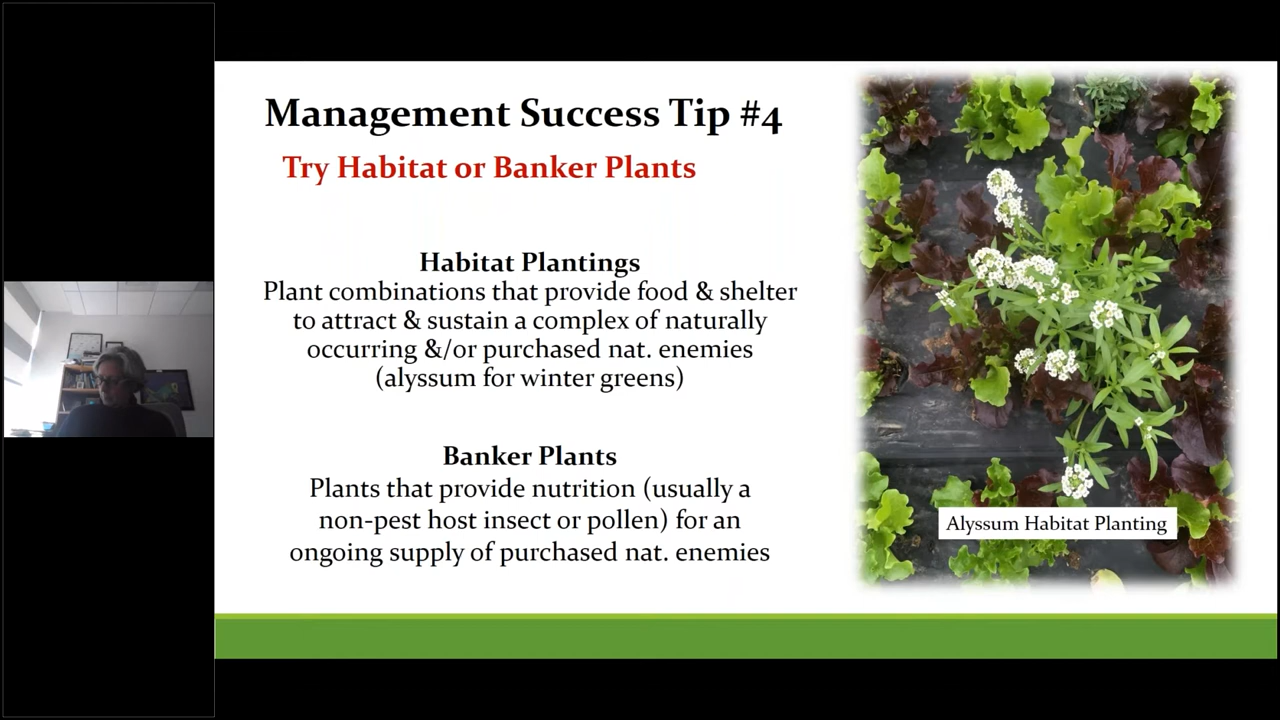 Management Success Tip #4
Try Habitat or Banker Plants
Habitat Plantings
Plant combinations that provide food & shelter
to attract & sustain a complex of naturally
occurring &/or purchased nat. enemies
(alyssum for winter greens)
Banker Plants
Plants that provide nutrition (usually a
non-pest host insect or pollen) for an
ongoing supply of purchased nat. enemies
Alyssum Habitat Planting